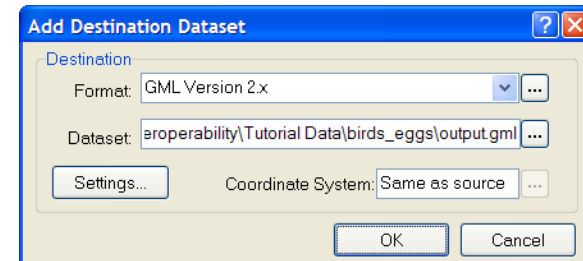 Add Destination Dataset
Destination
Format: GML Version 2.x ...
Dataset: eroperability\Tutorial Data\birds_eggs\output.gml ...
Settings... Coordinate System: Same as source ...
OK Cancel